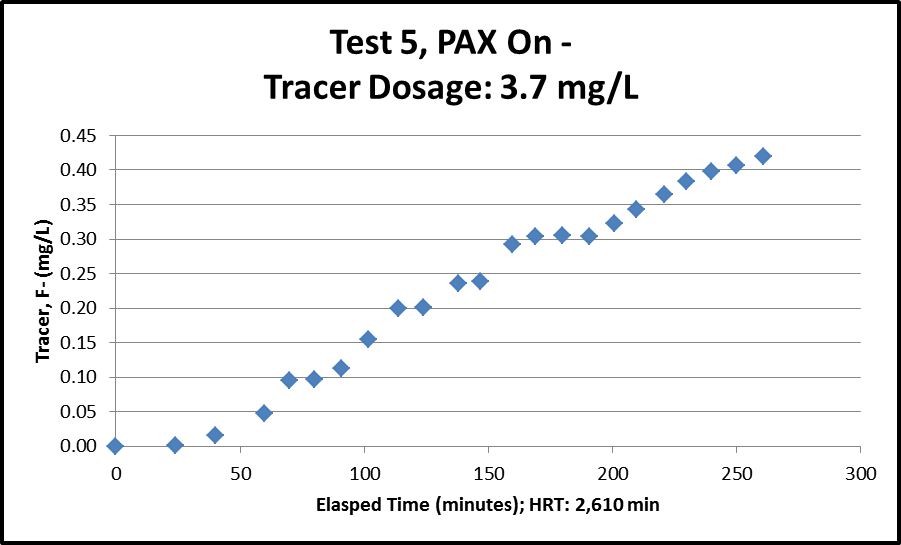 Test 5, PAX On -
Tracer Dosage: 3.7 mg/L
0.45
0.40
0.35
0.30
0.25
0.20
0.15
0.10
0.05
0.00
Tracer, F- (mg/L)
0 50 100 150 200 250 300
Elasped Time (minutes); HRT: 2,610 min